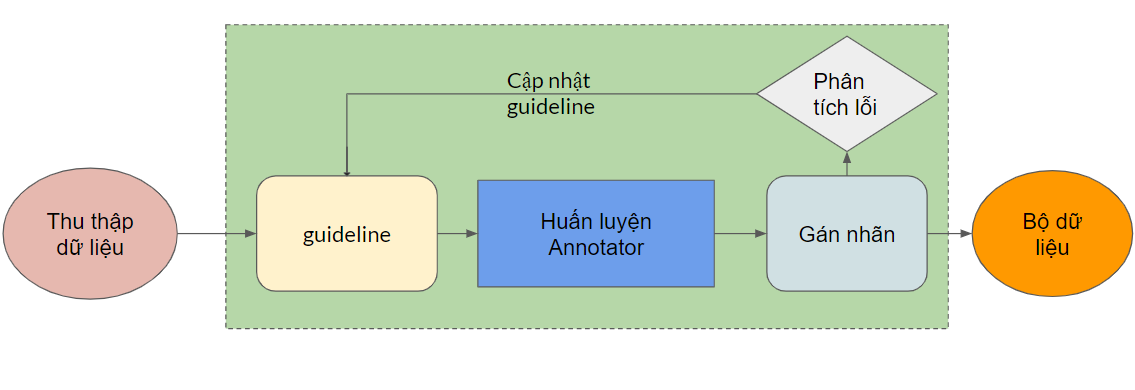 Cập nhật
guideline
Phân
tích lỗi
Thu thập
dữ liệu
guideline
Huấn luyện
Annotator
Gán nhãn
Bộ dữ
liệu